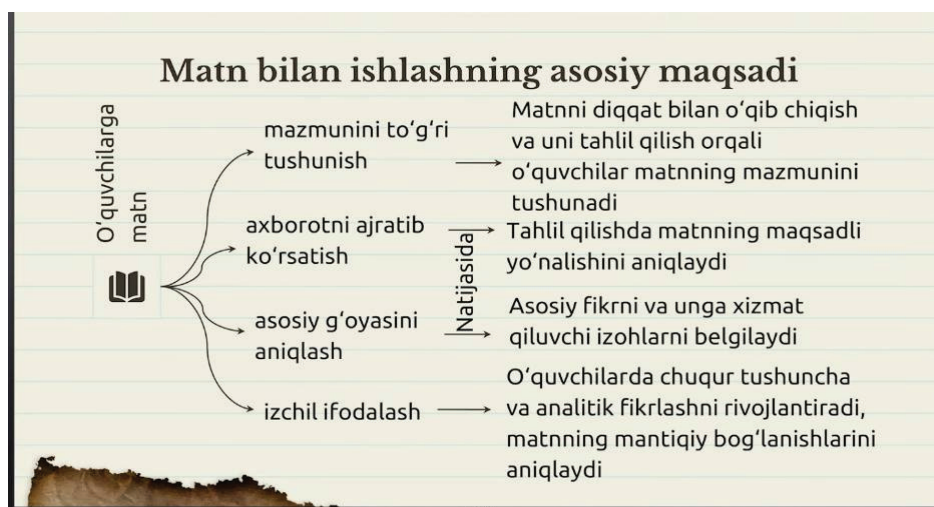 Matn bilan ishlashning asosiy maqsadi
O‘quvchilarga
matn
mazmunini to‘g‘ri
tushunish
Matnni diqqat bilan o‘qib chiqish
va uni tahlil qilish orqali
o‘quvchilar matnning mazmunini
tushunadi
axborotni ajratib
ko‘rsatish
Natijasida
Tahlil qilishda matnning maqsadli
yo‘nalishini aniqlaydi
asosiy g‘oyasini
aniqlash
Asosiy fikrni va unga xizmat
qiluvchi izohlarni belgilaydi
izchil ifodalash
O‘quvchilarda chuqur tushuncha
va analitik fikrlashni rivojlantiradi,
matnning mantiqiy bog‘lanishlarini
aniqlaydi